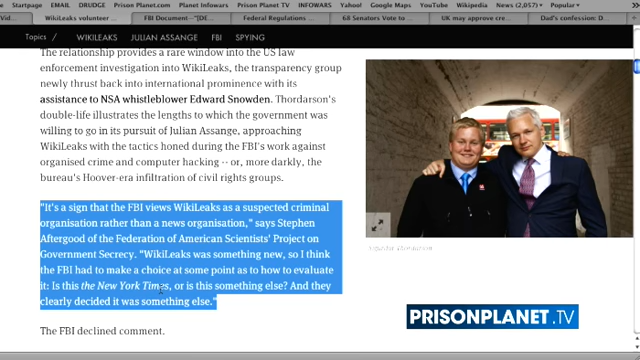 Startpage EMAIL DRUDGE Prison Planet.com Planet Infowars Prison Planet TV INFOWARS Yahoo! Google Maps YouTube Wikipedia News (2,057) Popular
WikiLeaks volunteer ... FBI Document – "[DE... Federal Regulations ... 68 Senators Vote to ... UK may approve cre... Dad's confession: D
Topics / WIKILEAKS JULIAN ASSANGE FBI SPYING
The relationship provides a rare window into the US law
enforcement investigation into WikiLeaks, the transparency group
newly thrust back into international prominence with its
assistance to NSA whistleblower Edward Snowden. Thordarson's
double-life illustrates the lengths to which the government was
willing to go in its pursuit of Julian Assange, approaching
WikiLeaks with the tactics honed during the FBI's work against
organised crime and computer hacking -- or, more darkly, the
bureau's Hoover-era infiltration of civil rights groups.
"It's a sign that the FBI views WikiLeaks as a suspected criminal
organisation rather than a news organisation," says Stephen
Aftergood of the Federation of American Scientists' Project on
Government Secrecy. "WikiLeaks was something new, so I think
the FBI had to make a choice at some point as to how to evaluate
it: Is this the New York Times, or is this something else? And they
clearly decided it was something else."
The FBI declined comment.
PRISONPLANET.TV